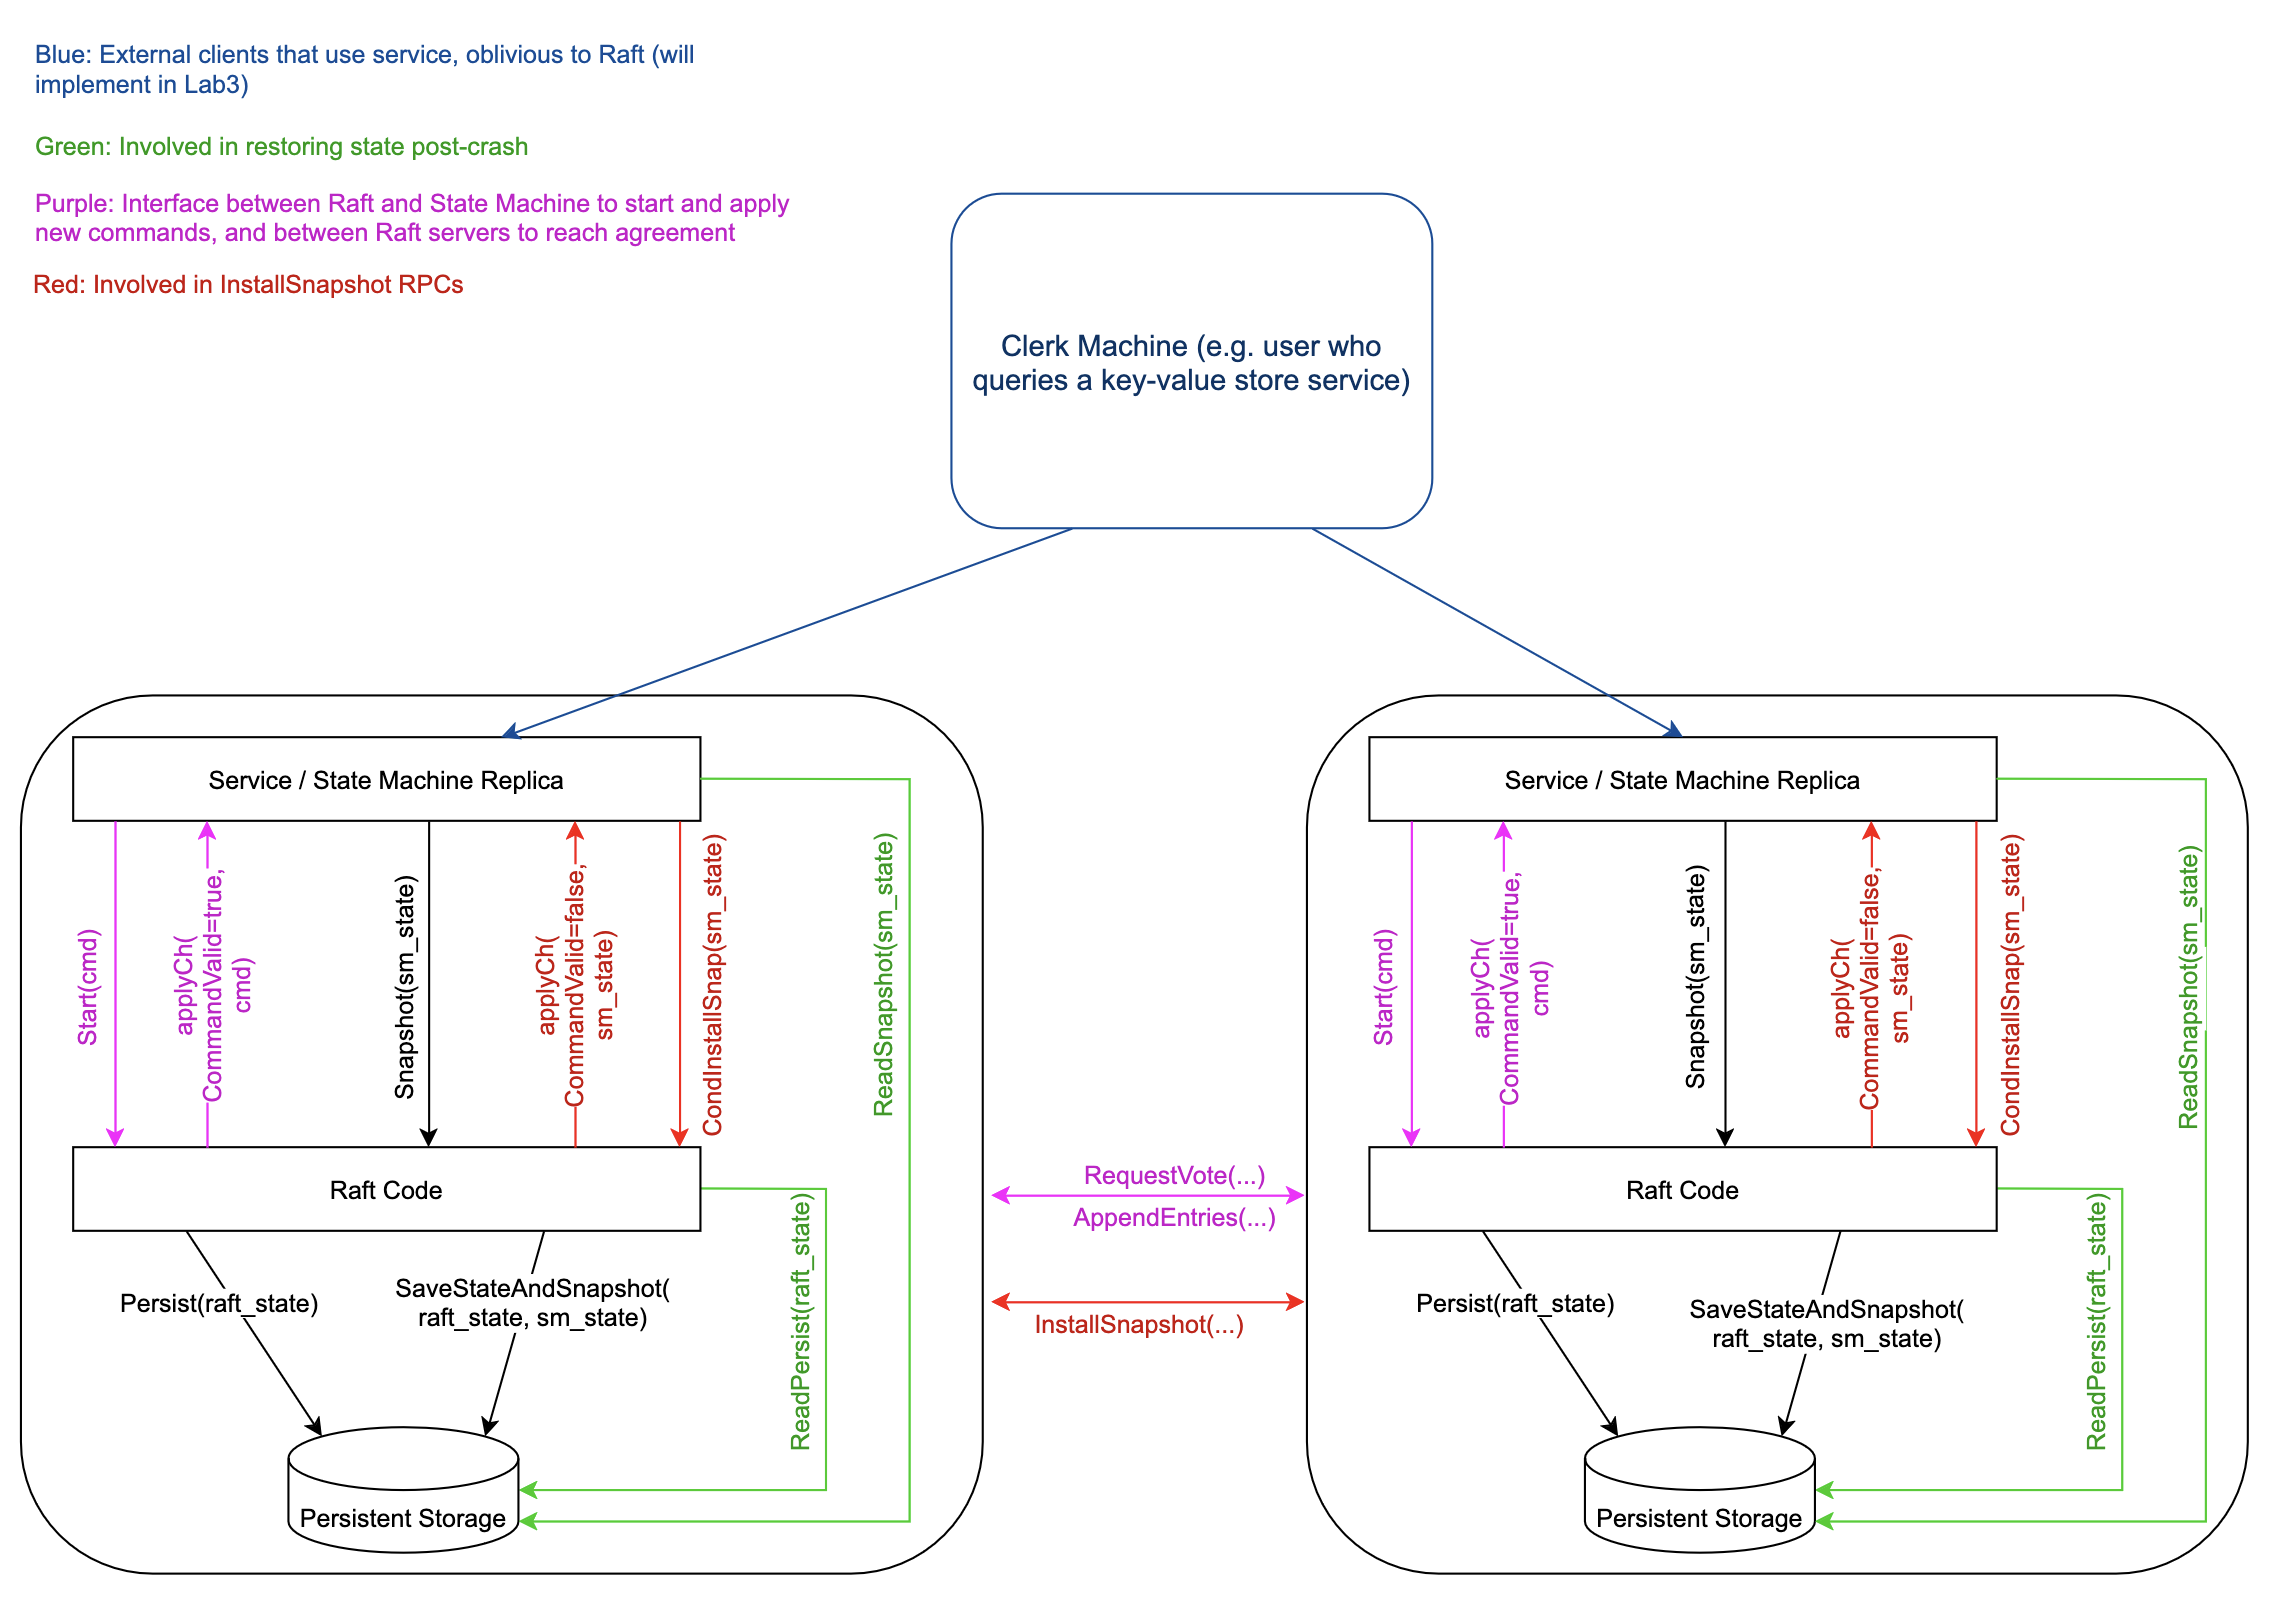 Blue: External clients that use service, oblivious to Raft (will
implement in Lab3)
Green: Involved in restoring state post-crash
Purple: Interface between Raft and State Machine to start and apply
new commands, and between Raft servers to reach agreement
Red: Involved in InstallSnapshot RPCs
Clerk Machine (e.g. user who
queries a key-value store service)
Service / State Machine Replica
Start(cmd)
applyCh(
CommandValid=true,
cmd)
Snapshot(sm_state)
applyCh(
CommandValid=false,
sm_state)
CondInstallSnap(sm_state)
ReadSnapshot(sm_state)
Raft Code
Persist(raft_state)
SaveStateAndSnapshot(
raft_state, sm_state)
ReadPersist(raft_state)
Persistent Storage
RequestVote(...)
AppendEntries(...)
InstallSnapshot(...)
Service / State Machine Replica
Start(cmd)
applyCh(
CommandValid=true,
cmd)
Snapshot(sm_state)
applyCh(
CommandValid=false,
sm_state)
CondInstallSnap(sm_state)
ReadSnapshot(sm_state)
Raft Code
Persist(raft_state)
SaveStateAndSnapshot(
raft_state, sm_state)
ReadPersist(raft_state)
Persistent Storage